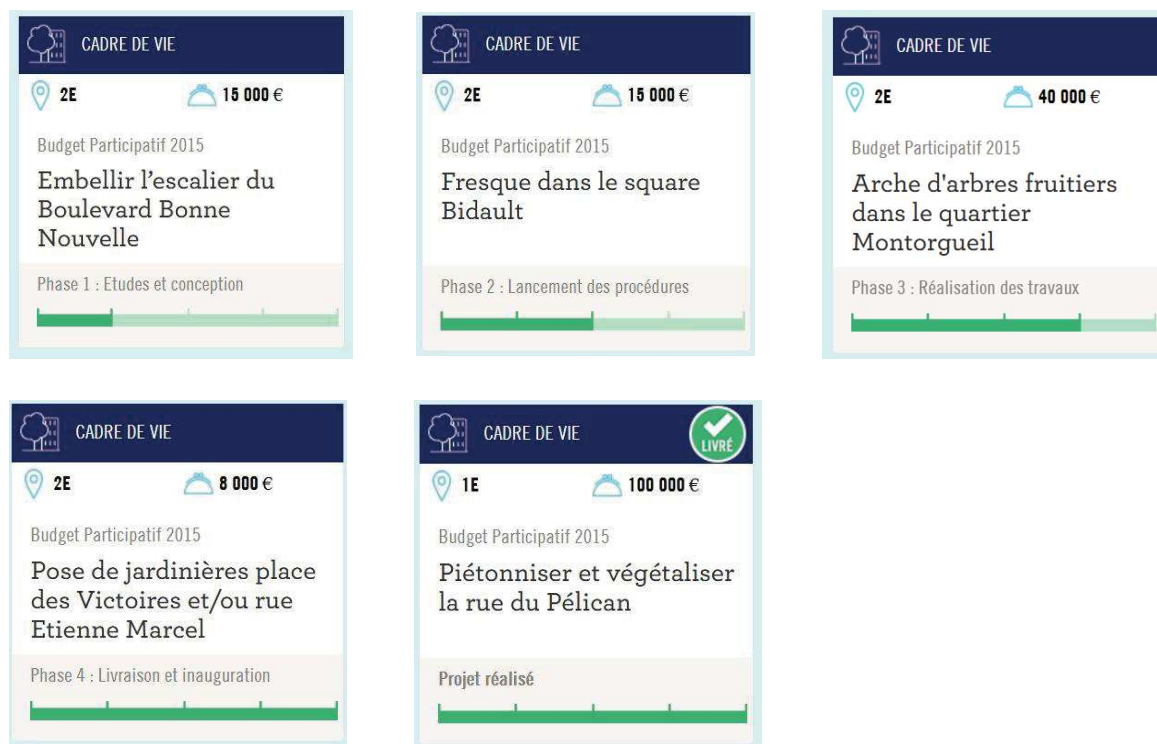 CADRE DE VIE
2E 15 000 €
Budget Participatif 2015
Embellir l'escalier du
Boulevard Bonne
Nouvelle
Phase 1 : Etudes et conception
CADRE DE VIE
2E 15 000 €
Budget Participatif 2015
Fresque dans le square
Bidault
Phase 2 : Lancement des procédures
CADRE DE VIE
2E 40 000 €
Budget Participatif 2015
Arche d'arbres fruitiers
dans le quartier
Montorgueil
Phase 3 : Réalisation des travaux
CADRE DE VIE
2E 8 000 €
Budget Participatif 2015
Pose de jardinières place
des Victoires et/ou rue
Etienne Marcel
Phase 4 : Livraison et inauguration
CADRE DE VIE
LIVRÉ
1E 100 000 €
Budget Participatif 2015
Piétonniser et végétaliser
la rue du Pélican
Projet réalisé